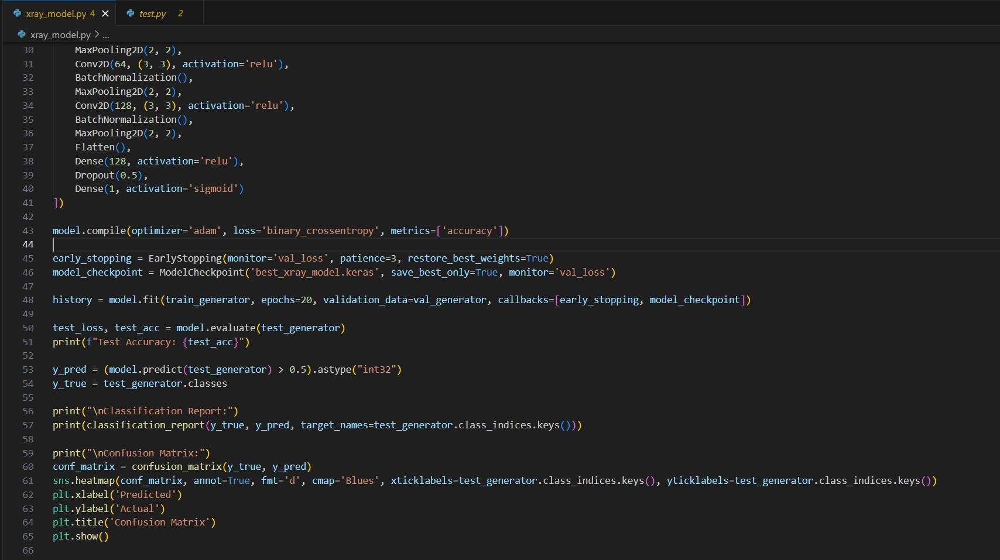 xray_model.py 4 × test.py 2
xray_model.py > ...
30 MaxPooling2D(2, 2),
31 Conv2D(64, (3, 3), activation='relu'),
32 BatchNormalization(),
33 MaxPooling2D(2, 2),
34 Conv2D(128, (3, 3), activation='relu'),
35 BatchNormalization(),
36 MaxPooling2D(2, 2),
37 Flatten(),
38 Dense(128, activation='relu'),
39 Dropout(0.5),
40 Dense(1, activation='sigmoid')
41 ])
42
43 model.compile(optimizer='adam', loss='binary_crossentropy', metrics=['accuracy'])
44
45 early_stopping = EarlyStopping(monitor='val_loss', patience=3, restore_best_weights=True)
46 model_checkpoint = ModelCheckpoint('best_xray_model.keras', save_best_only=True, monitor='val_loss')
47
48 history = model.fit(train_generator, epochs=20, validation_data=val_generator, callbacks=[early_stopping, model_checkpoint])
49
50 test_loss, test_acc = model.evaluate(test_generator)
51 print(f"Test Accuracy: {test_acc}")
52
53 y_pred = (model.predict(test_generator) > 0.5).astype("int32")
54 y_true = test_generator.classes
55
56 print("\nClassification Report:")
57 print(classification_report(y_true, y_pred, target_names=test_generator.class_indices.keys()))
58
59 print("\nConfusion Matrix:")
60 conf_matrix = confusion_matrix(y_true, y_pred)
61 sns.heatmap(conf_matrix, annot=True, fmt='d', cmap='Blues', xticklabels=test_generator.class_indices.keys(), yticklabels=test_generator.class_indices.keys())
62 plt.xlabel('Predicted')
63 plt.ylabel('Actual')
64 plt.title('Confusion Matrix')
65 plt.show()
66